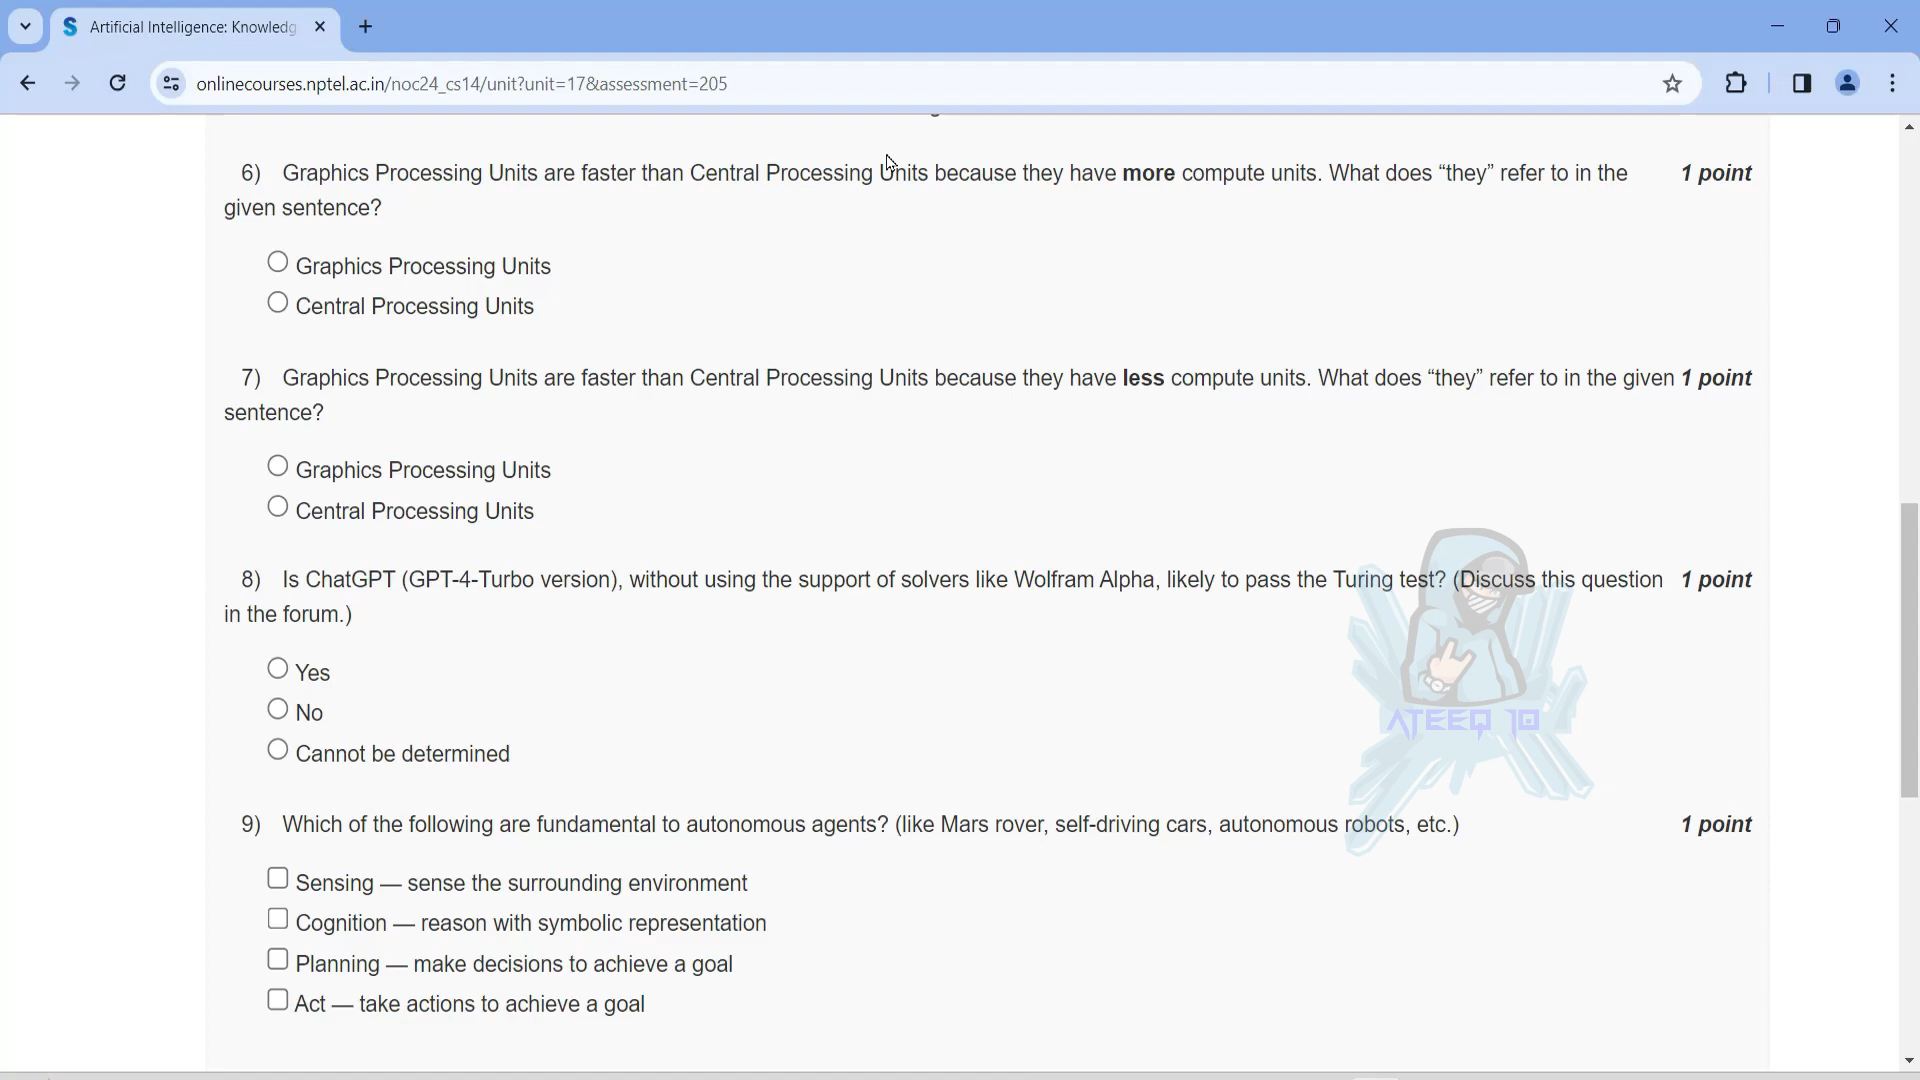 Artificial Intelligence: Knowledg
onlinecourses.nptel.ac.in/noc24_cs14/unit?unit=17&assessment=205
6) Graphics Processing Units are faster than Central Processing Units because they have more compute units. What does “they” refer to in the 1 point
given sentence?
Graphics Processing Units
Central Processing Units
7) Graphics Processing Units are faster than Central Processing Units because they have less compute units. What does “they” refer to in the given 1 point
sentence?
Graphics Processing Units
Central Processing Units
8) Is ChatGPT (GPT-4-Turbo version), without using the support of solvers like Wolfram Alpha, likely to pass the Turing test? (Discuss this question 1 point
in the forum.)
Yes
No
Cannot be determined
ATEEQ 10
9) Which of the following are fundamental to autonomous agents? (like Mars rover, self-driving cars, autonomous robots, etc.) 1 point
Sensing — sense the surrounding environment
Cognition — reason with symbolic representation
Planning — make decisions to achieve a goal
Act — take actions to achieve a goal